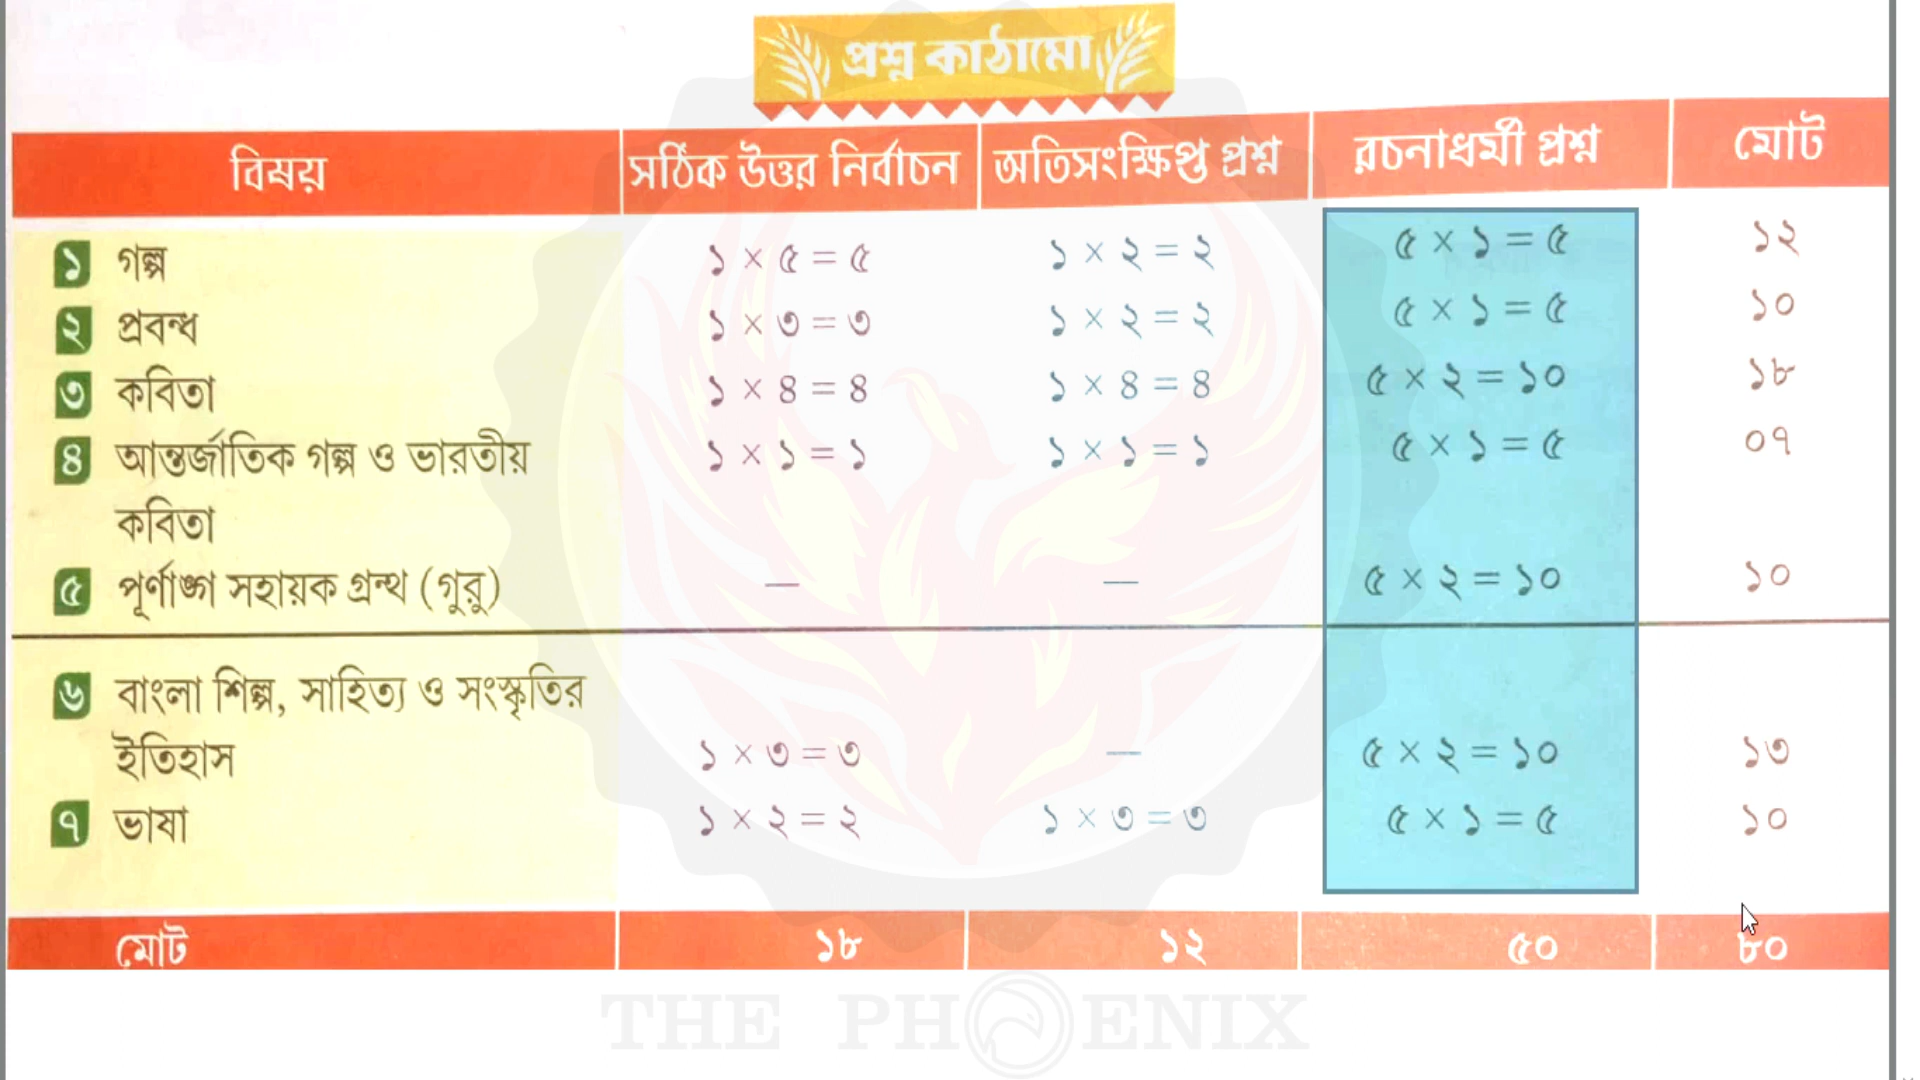 প্রশ্ন কাঠামো
বিষয় সঠিক উত্তর নির্বাচন অতিসংক্ষিপ্ত প্রশ্ন রচনাধর্মী প্রশ্ন মোট
১ গল্প ১ × ৫ = ৫ ১ × ২ = ২ ৫ × ১ = ৫ ১২
২ প্রবন্ধ ১ × ৩ = ৩ ১ × ২ = ২ ৫ × ১ = ৫ ১০
৩ কবিতা ১ × ৪ = ৪ ১ × ৪ = ৪ ৫ × ২ = ১০ ১৮
৪ আন্তর্জাতিক গল্প ও ভারতীয় ১ × ১ = ১ ১ × ১ = ১ ৫ × ১ = ৫ ০৭
কবিতা
৫ পূর্ণাঙ্গ সহায়ক গ্রন্থ (গুরু) — — ৫ × ২ = ১০ ১০
৬ বাংলা শিল্প, সাহিত্য ও সংস্কৃতির
ইতিহাস ১ × ৩ = ৩ — ৫ × ২ = ১০ ১৩
৭ ভাষা ১ × ২ = ২ ১ × ৩ = ৩ ৫ × ১ = ৫ ১০
মোট ১৮ ১২ ৫০ ৮০
THE PHOENIX